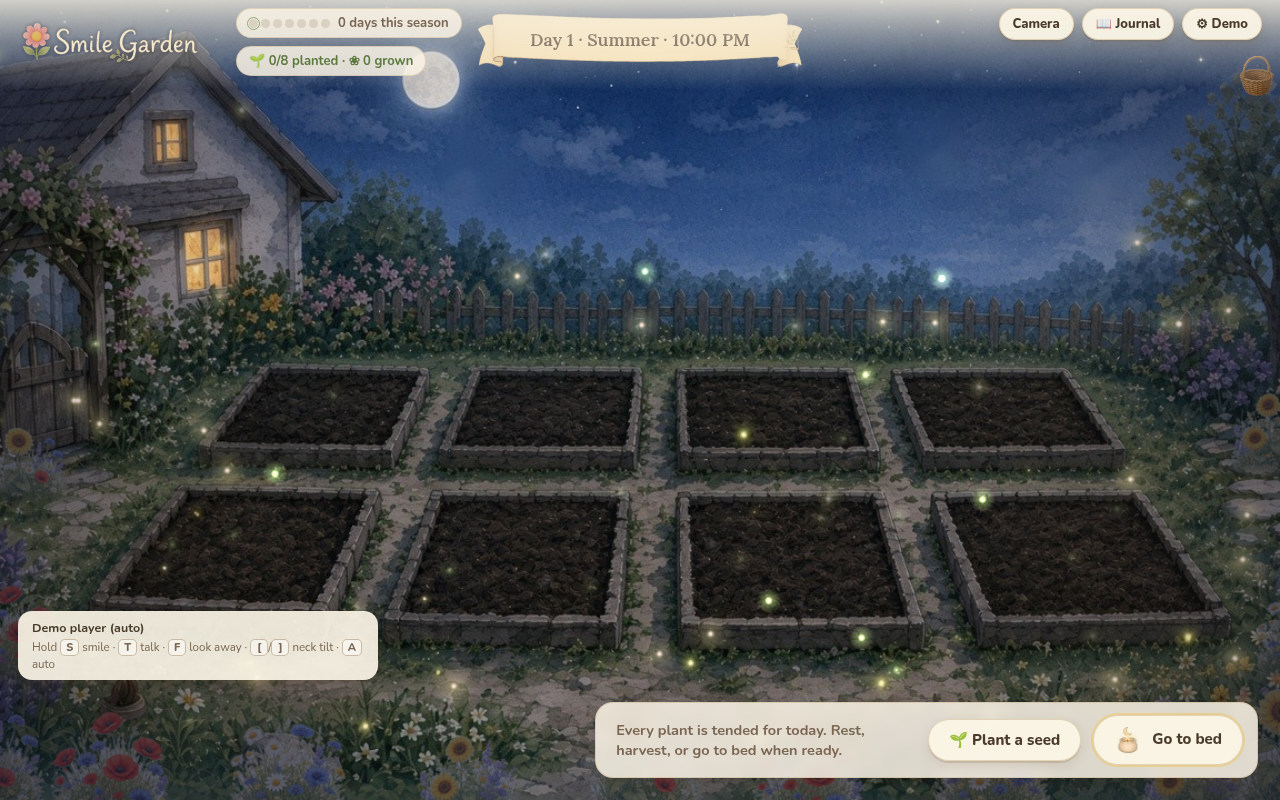 Smile Garden
0 days this season
🌱 0/8 planted · ❀ 0 grown
Day 1 · Summer · 10:00 PM
Camera
📖 Journal
⚙ Demo
Demo player (auto)
Hold S smile · T talk · F look away · [ / ] neck tilt · A
auto
Every plant is tended for today. Rest,
harvest, or go to bed when ready.
🌱 Plant a seed
Go to bed